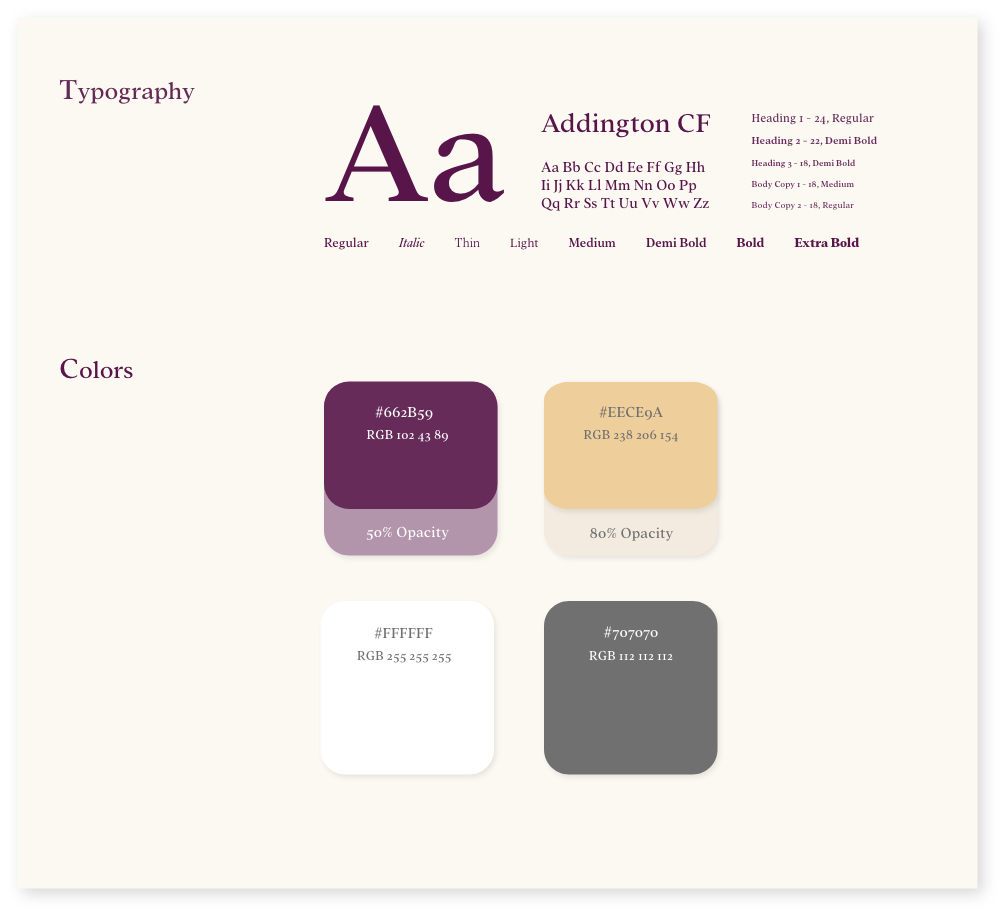 Typography
Aa
Addington CF
Aa Bb Cc Dd Ee Ff Gg Hh
Ii Jj Kk Ll Mm Nn Oo Pp
Qq Rr Ss Tt Uu Vv Ww Zz
Heading 1 - 24, Regular
Heading 2 - 22, Demi Bold
Heading 3 - 18, Demi Bold
Body Copy 1 - 18, Medium
Body Copy 2 - 18, Regular
Regular Italic Thin Light Medium Demi Bold Bold Extra Bold
Colors
#662B59
RGB 102 43 89
50% Opacity
#EECE9A
RGB 238 206 154
80% Opacity
#FFFFFF
RGB 255 255 255
#707070
RGB 112 112 112